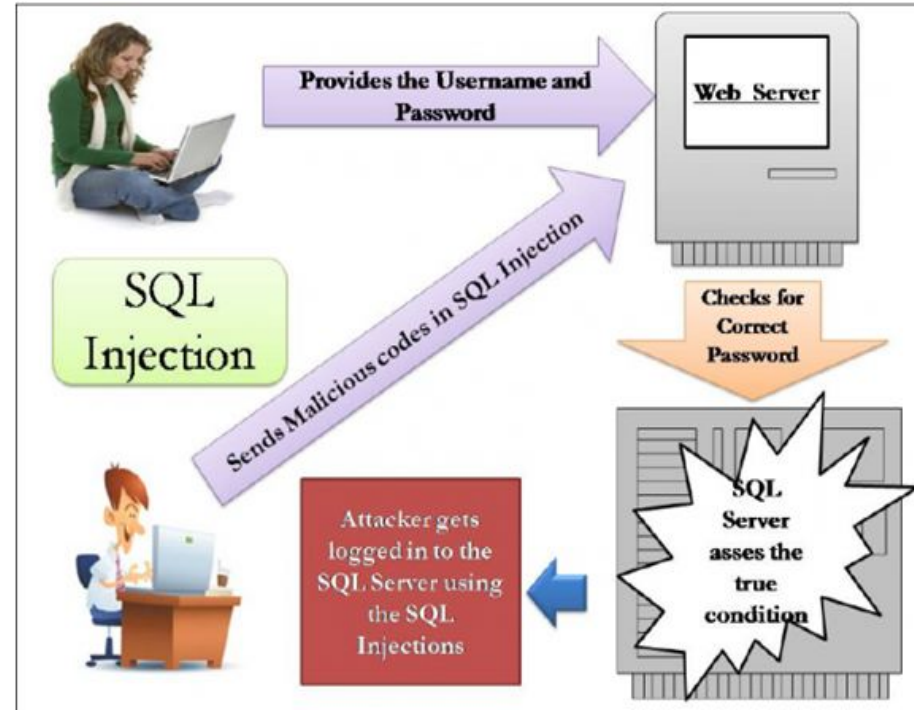 Provides the Username and
Password
Web Server
SQL
Injection
Sends Malicious codes in SQL Injection
Checks for
Correct
Password
SQL
Server
asses the
true
condition
Attacker gets
logged in to the
SQL Server using
the SQL
Injections